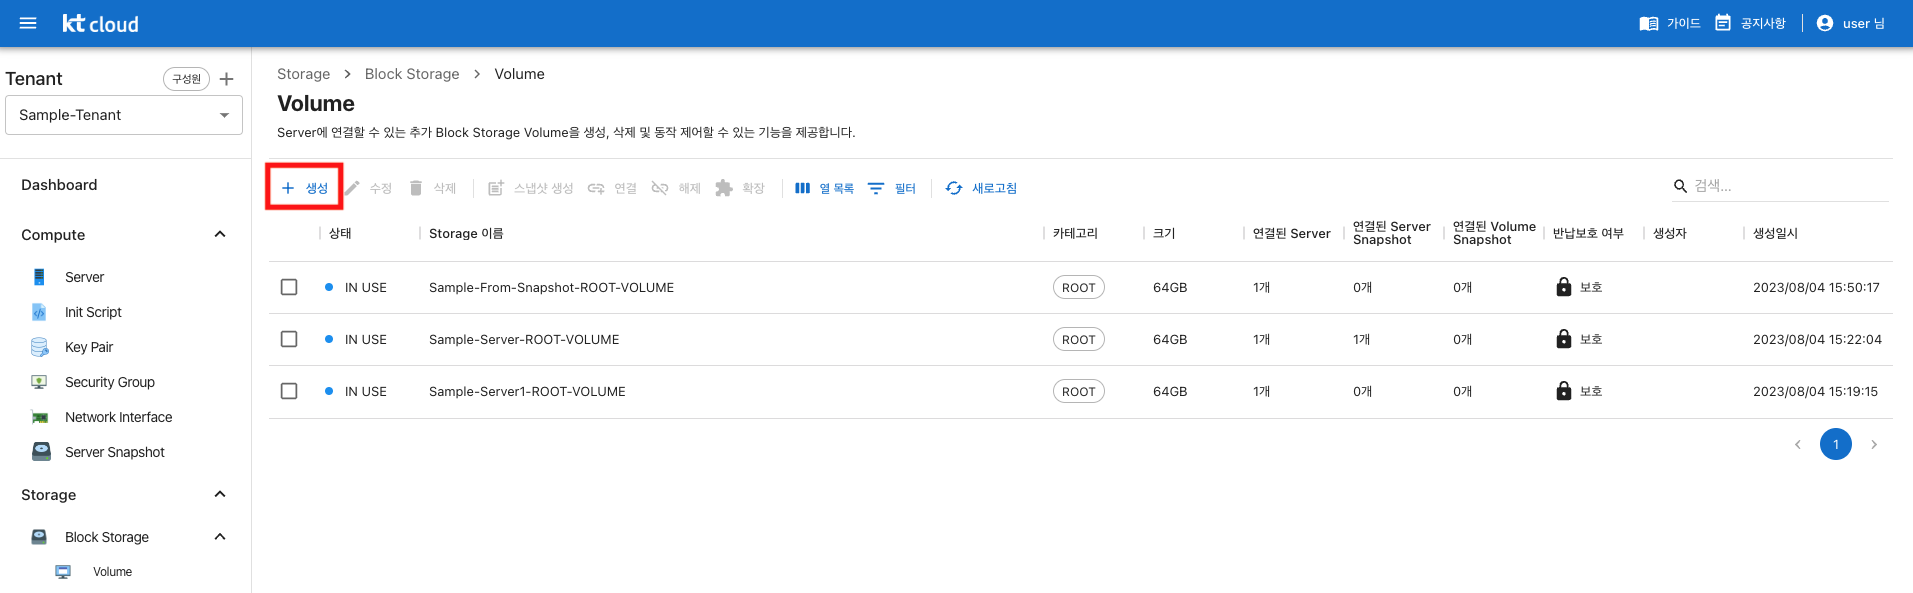 kt cloud
가이드
공지사항
user 님
Tenant
구성원
Sample-Tenant
Dashboard
Compute
Server
Init Script
Key Pair
Security Group
Network Interface
Server Snapshot
Storage
Block Storage
Volume
Storage > Block Storage > Volume
Volume
Server에 연결할 수 있는 추가 Block Storage Volume을 생성, 삭제 및 동작 제어할 수 있는 기능을 제공합니다.
생성 수정 삭제 스냅샷 생성 연결 해제 확장 열 목록 필터 새로고침 검색...
상태 Storage 이름 카테고리 크기 연결된 Server 연결된 Server Snapshot 연결된 Volume Snapshot 반납보호 여부 생성자 생성일시
IN USE Sample-From-Snapshot-ROOT-VOLUME ROOT 64GB 1개 0개 0개 보호 2023/08/04 15:50:17
IN USE Sample-Server-ROOT-VOLUME ROOT 64GB 1개 1개 0개 보호 2023/08/04 15:22:04
IN USE Sample-Server1-ROOT-VOLUME ROOT 64GB 1개 0개 0개 보호 2023/08/04 15:19:15
1